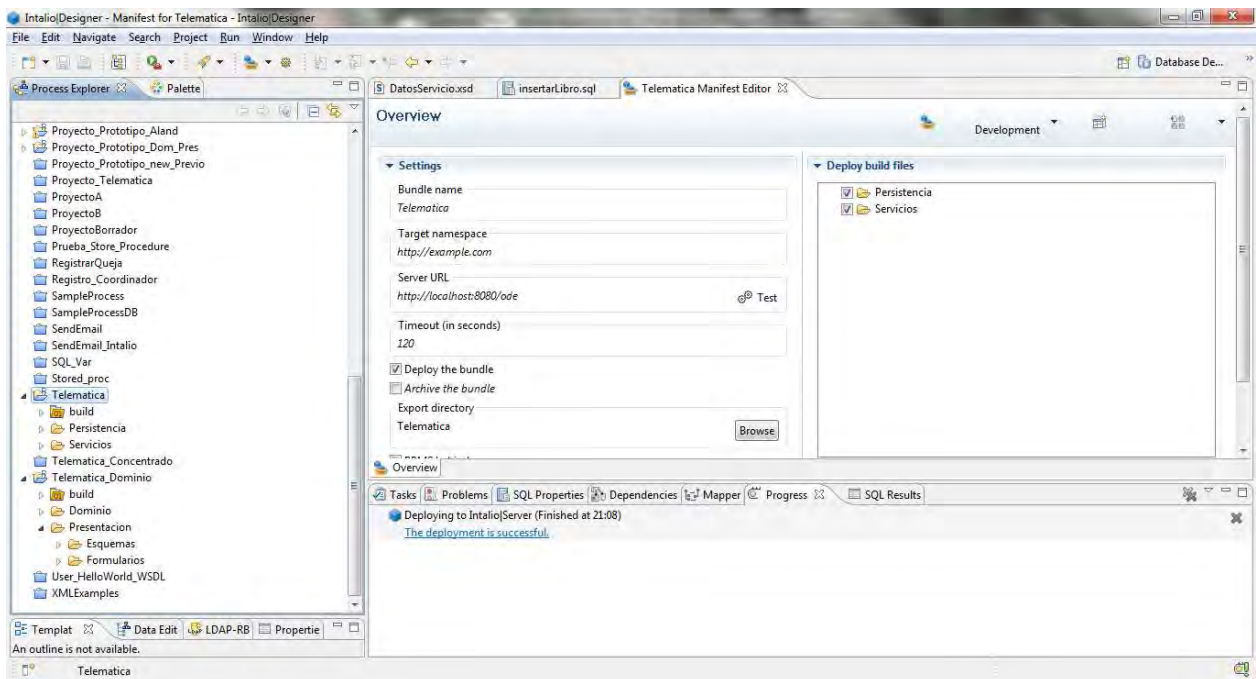 Intalio|Designer - Manifest for Telematica - Intalio|Designer
File Edit Navigate Search Project Run Window Help
Database De...
Process Explorer
Palette
Proyecto_Prototipo_Aland
Proyecto_Prototipo_Dom_Pres
Proyecto_Prototipo_new_Previo
Proyecto_Telematica
ProyectoA
ProyectoB
ProyectoBorrador
Prueba_Store_Procedure
RegistrarQueja
Registro_Coordinador
SampleProcess
SampleProcessDB
SendEmail
SendEmail_Intalio
SQL_Var
Stored_proc
Telematica
build
Persistencia
Servicios
Telematica_Concentrado
Telematica_Dominio
build
Dominio
Presentacion
Esquemas
Formularios
User_HelloWorld_WSDL
XMLExamples
Templat Data Edit LDAP-RB Propertie
An outline is not available.
DatosServicio.xsd insertarLibro.sql Telematica Manifest Editor
Overview
Development
Settings
Bundle name
Telematica
Target namespace
http://example.com
Server URL
http://localhost:8080/ode
Test
Timeout (in seconds)
120
Deploy the bundle
Archive the bundle
Export directory
Telematica
Browse
Deploy build files
Persistencia
Servicios
Overview
Tasks Problems SQL Properties Dependencies Mapper Progress SQL Results
Deploying to Intalio|Server (Finished at 21:08)
The deployment is successful.
Telematica